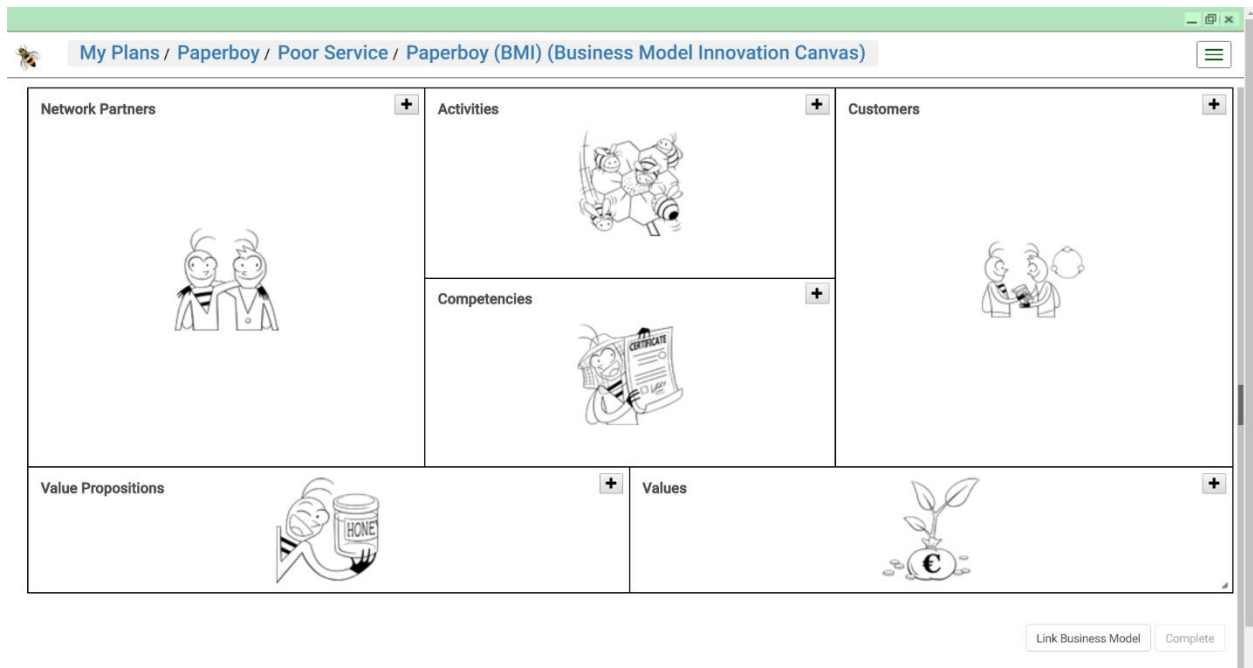 My Plans / Paperboy / Poor Service / Paperboy (BMI) (Business Model Innovation Canvas)
Network Partners
Activities
Customers
Competencies
CERTIFICATE
Value Propositions
HONEY
Values
€
Link Business Model
Complete